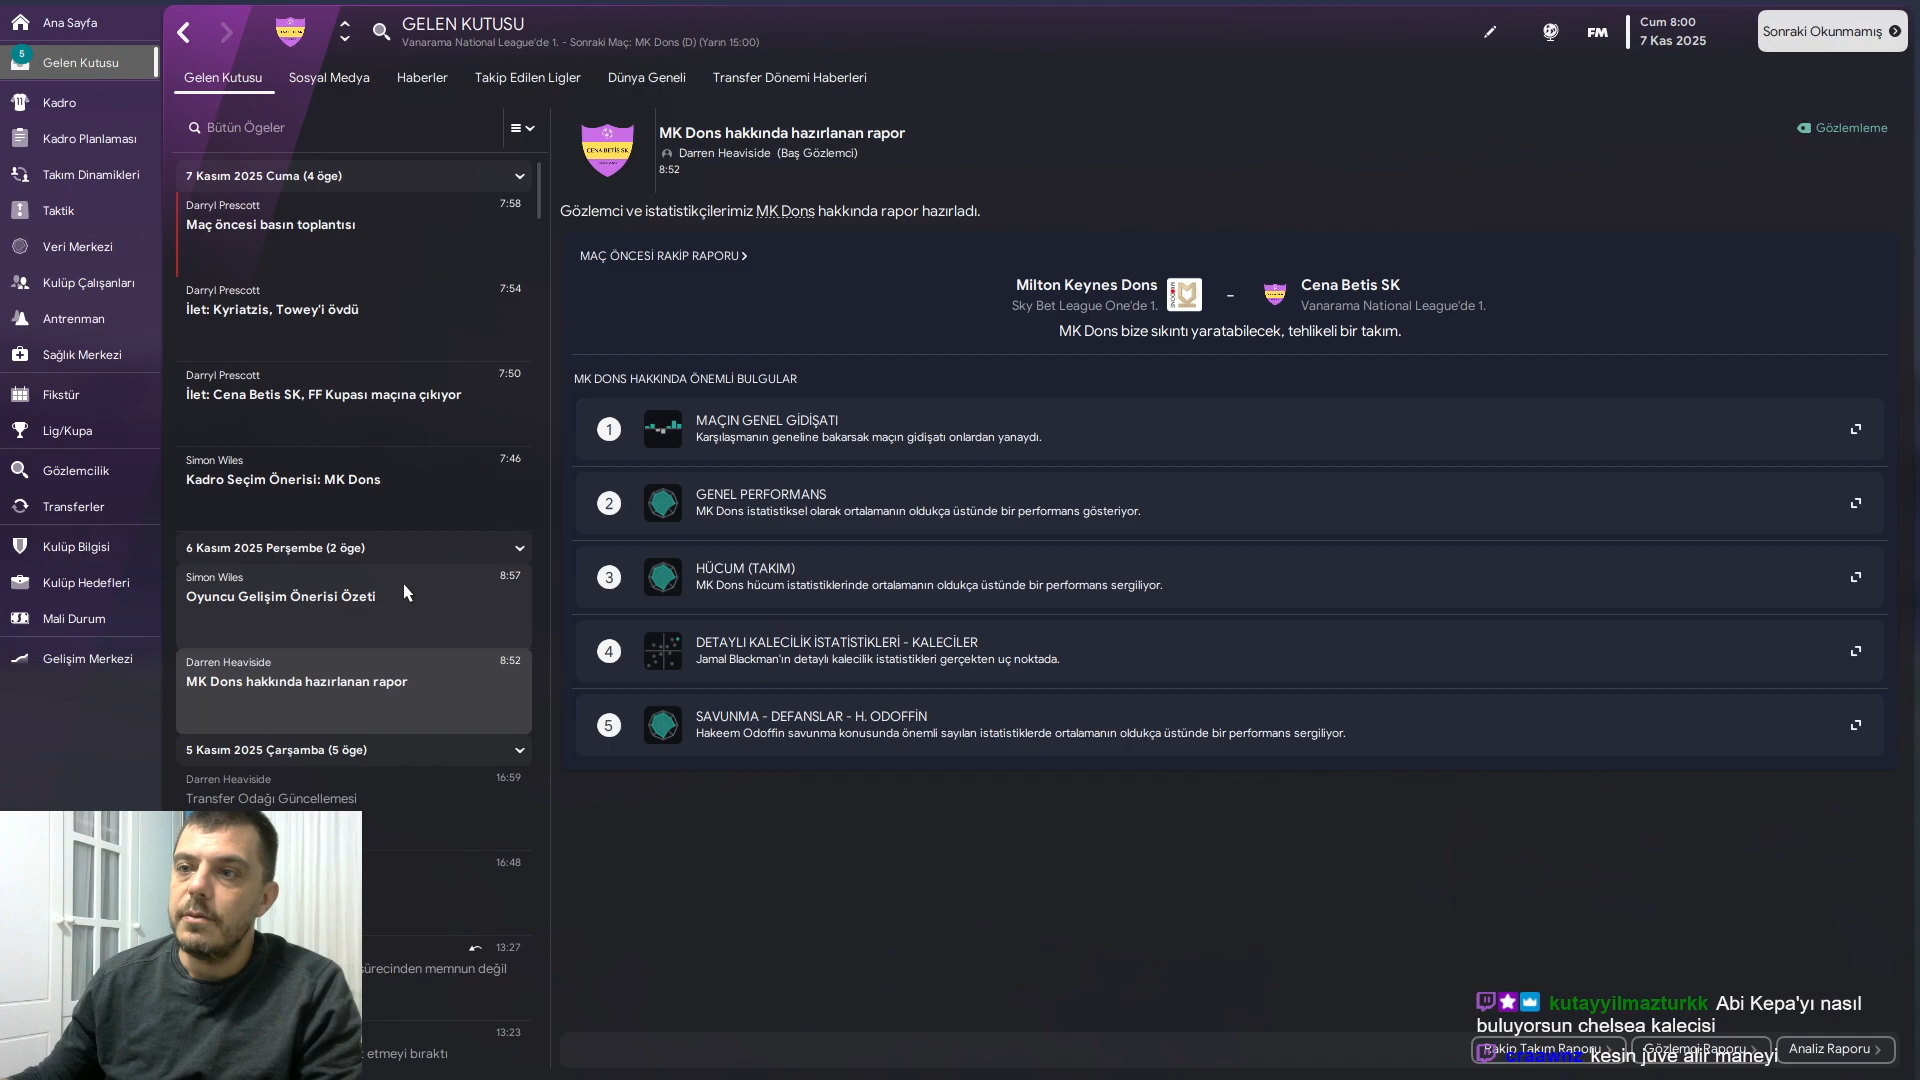 Ana Sayfa
5
Gelen Kutusu
Kadro
Kadro Planlaması
Takım Dinamikleri
Taktik
Veri Merkezi
Kulüp Çalışanları
Antrenman
Sağlık Merkezi
Fikstür
Lig/Kupa
Gözlemcilik
Transferler
Kulüp Bilgisi
Kulüp Hedefleri
Mali Durum
Gelişim Merkezi
GELEN KUTUSU
Vanarama National League'de 1. - Sonraki Maç: MK Dons (D) (Yarın 15:00)
FM
Cum 8:00
7 Kas 2025
Sonraki Okunmamış
Gelen Kutusu
Sosyal Medya
Haberler
Takip Edilen Ligler
Dünya Geneli
Transfer Dönemi Haberleri
Bütün Ögeler
7 Kasım 2025 Cuma (4 öge)
Darryl Prescott 7:58
Maç öncesi basın toplantısı
Darryl Prescott 7:54
İlet: Kyriatzis, Towey'i övdü
Darryl Prescott 7:50
İlet: Cena Betis SK, FF Kupası maçına çıkıyor
Simon Wiles 7:46
Kadro Seçim Önerisi: MK Dons
6 Kasım 2025 Perşembe (2 öge)
Simon Wiles 8:57
Oyuncu Gelişim Önerisi Özeti
Darren Heaviside 8:52
MK Dons hakkında hazırlanan rapor
5 Kasım 2025 Çarşamba (5 öge)
Darren Heaviside 16:59
Transfer Odağı Güncellemesi
16:48
13:27
sürecinden memnun değil
13:23
etmeyi bıraktı
CENA BETİS SK
MK Dons hakkında hazırlanan rapor
Darren Heaviside (Baş Gözlemci)
8:52
Gözlemleme
Gözlemci ve istatistikçilerimiz MK Dons hakkında rapor hazırladı.
MAÇ ÖNCESİ RAKİP RAPORU
Milton Keynes Dons - Cena Betis SK
Sky Bet League One'de 1. Vanarama National League'de 1.
MK Dons bize sıkıntı yaratabilecek, tehlikeli bir takım.
MK DONS HAKKINDA ÖNEMLİ BULGULAR
1 MAÇIN GENEL GİDİŞATI
Karşılaşmanın geneline bakarsak maçın gidişatı onlardan yanaydı.
2 GENEL PERFORMANS
MK Dons istatistiksel olarak ortalamanın oldukça üstünde bir performans gösteriyor.
3 HÜCUM (TAKIM)
MK Dons hücum istatistiklerinde ortalamanın oldukça üstünde bir performans sergiliyor.
4 DETAYLI KALECİLİK İSTATİSTİKLERİ - KALECİLER
Jamal Blackman'ın detaylı kalecilik istatistikleri gerçekten uç noktada.
5 SAVUNMA - DEFANSLAR - H. ODOFFİN
Hakeem Odoffin savunma konusunda önemli sayılan istatistiklerde ortalamanın oldukça üstünde bir performans sergiliyor.
kutayyilmazturkk Abi Kepa'yı nasıl
buluyorsun chelsea kalecisi
Rakip Takım Raporu
Gözlemci Raporu
Analiz Raporu
craawnz kesin juve alir maneyi